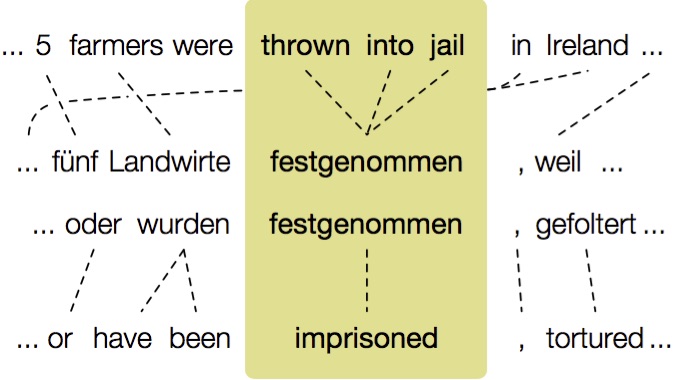 ... 5 farmers were thrown into jail in Ireland ...
... fünf Landwirte festgenommen , weil ...
... oder wurden festgenommen , gefoltert ...
... or have been imprisoned , tortured ...